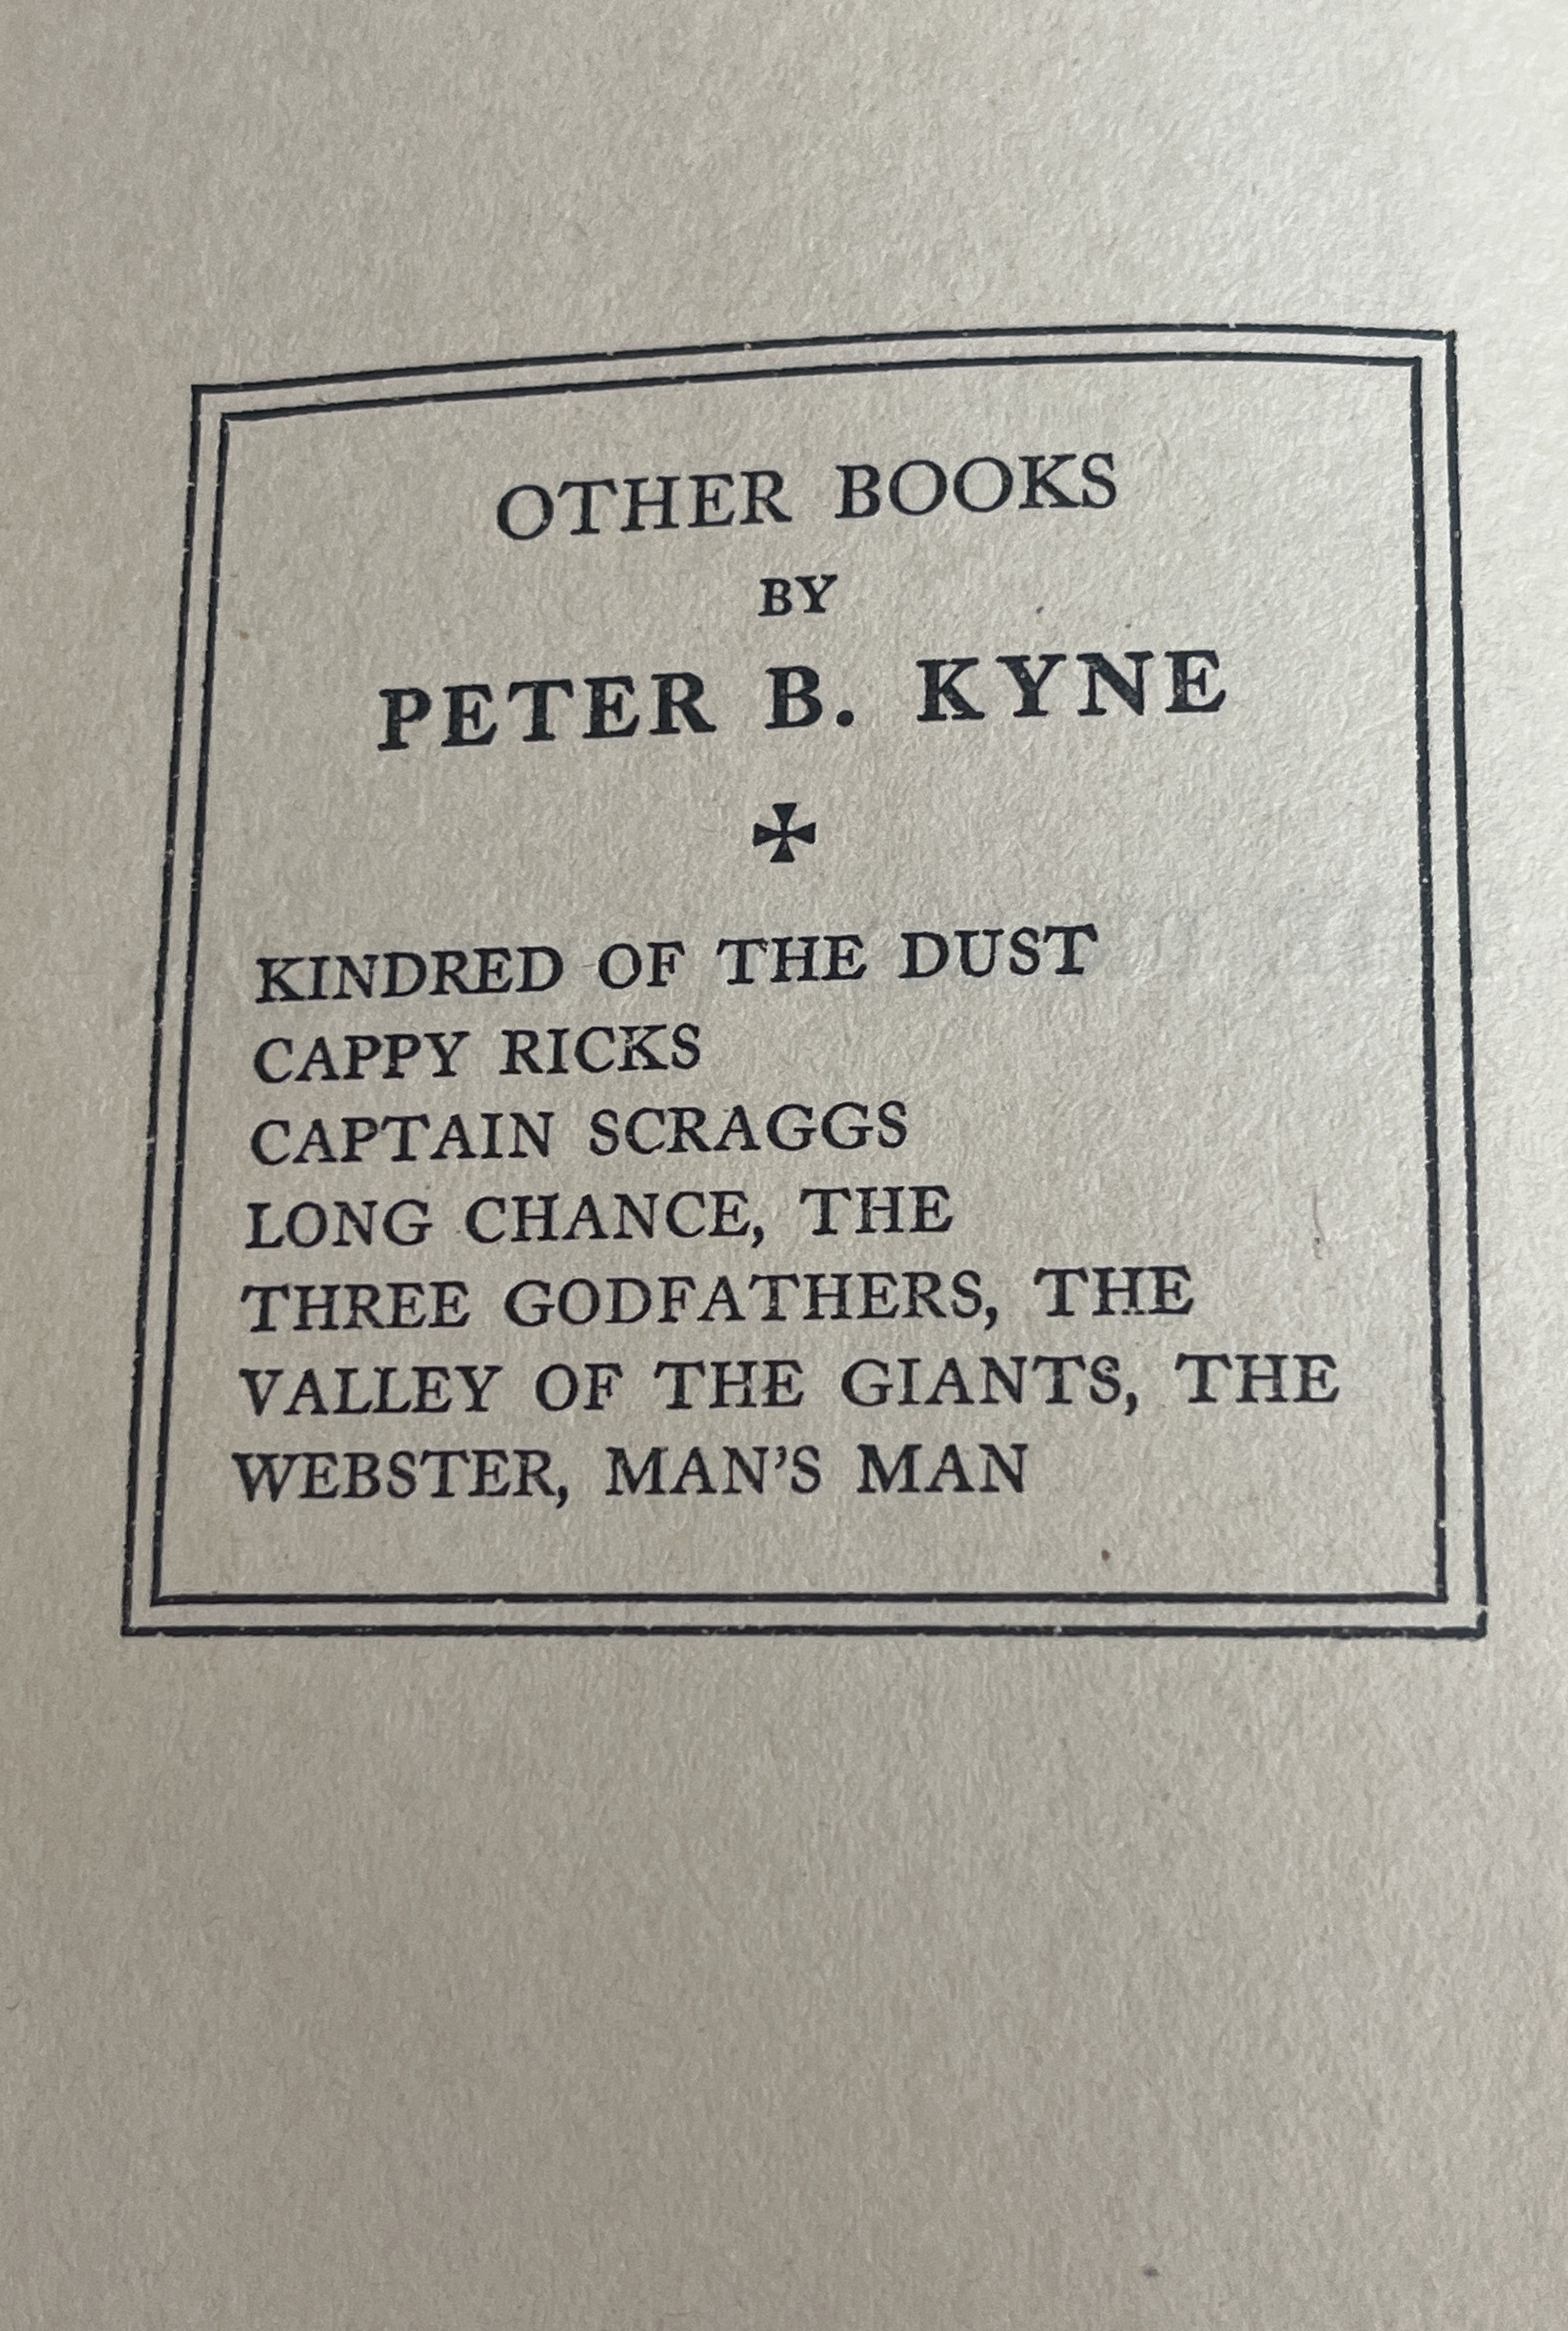 OTHER BOOKS
BY
PETER B. KYNE
KINDRED OF THE DUST
CAPPY RICKS
CAPTAIN SCRAGGS
LONG CHANCE, THE
THREE GODFATHERS, THE
VALLEY OF THE GIANTS, THE
WEBSTER, MAN'S MAN